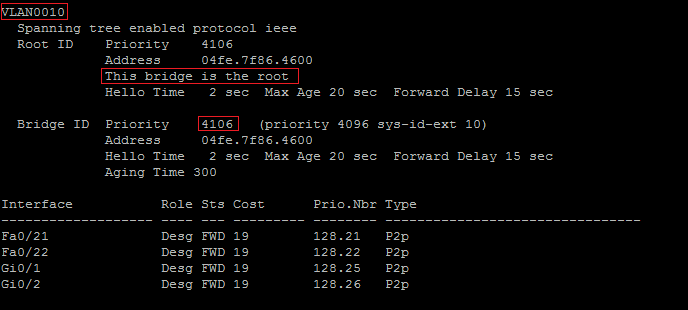 VLAN0010
Spanning tree enabled protocol ieee
Root ID Priority 4106
Address 04fe.7f86.4600
This bridge is the root
Hello Time 2 sec Max Age 20 sec Forward Delay 15 sec
Bridge ID Priority 4106 (priority 4096 sys-id-ext 10)
Address 04fe.7f86.4600
Hello Time 2 sec Max Age 20 sec Forward Delay 15 sec
Aging Time 300
Interface Role Sts Cost Prio.Nbr Type
------------------- ---- --- --------- -------- --------------------------------
Fa0/21 Desg FWD 19 128.21 P2p
Fa0/22 Desg FWD 19 128.22 P2p
Gi0/1 Desg FWD 19 128.25 P2p
Gi0/2 Desg FWD 19 128.26 P2p